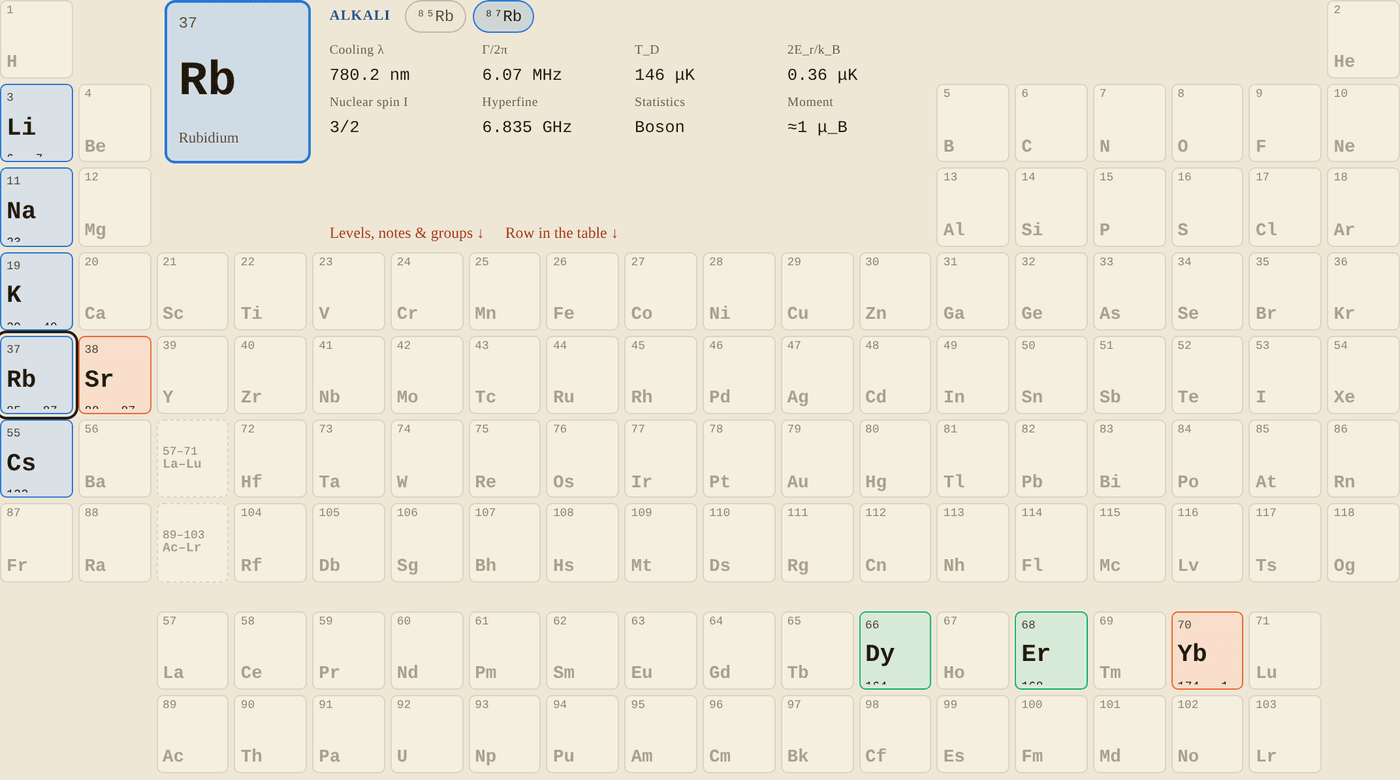 1
H
37
Rb
Rubidium
ALKALI ⁸⁵Rb ⁸⁷Rb
Cooling λ Γ/2π T_D 2E_r/k_B
780.2 nm 6.07 MHz 146 μK 0.36 μK
Nuclear spin I Hyperfine Statistics Moment
3/2 6.835 GHz Boson ≈1 μ_B
Levels, notes & groups ↓ Row in the table ↓
2
He
3 4 5 6 7 8 9 10
Li Be B C N O F Ne
11 12 13 14 15 16 17 18
Na Mg Al Si P S Cl Ar
19 20 21 22 23 24 25 26 27 28 29 30 31 32 33 34 35 36
K Ca Sc Ti V Cr Mn Fe Co Ni Cu Zn Ga Ge As Se Br Kr
37 38 39 40 41 42 43 44 45 46 47 48 49 50 51 52 53 54
Rb Sr Y Zr Nb Mo Tc Ru Rh Pd Ag Cd In Sn Sb Te I Xe
55 56 57–71 72 73 74 75 76 77 78 79 80 81 82 83 84 85 86
Cs Ba La–Lu Hf Ta W Re Os Ir Pt Au Hg Tl Pb Bi Po At Rn
87 88 89–103 104 105 106 107 108 109 110 111 112 113 114 115 116 117 118
Fr Ra Ac–Lr Rf Db Sg Bh Hs Mt Ds Rg Cn Nh Fl Mc Lv Ts Og
57 58 59 60 61 62 63 64 65 66 67 68 69 70 71
La Ce Pr Nd Pm Sm Eu Gd Tb Dy Ho Er Tm Yb Lu
89 90 91 92 93 94 95 96 97 98 99 100 101 102 103
Ac Th Pa U Np Pu Am Cm Bk Cf Es Fm Md No Lr